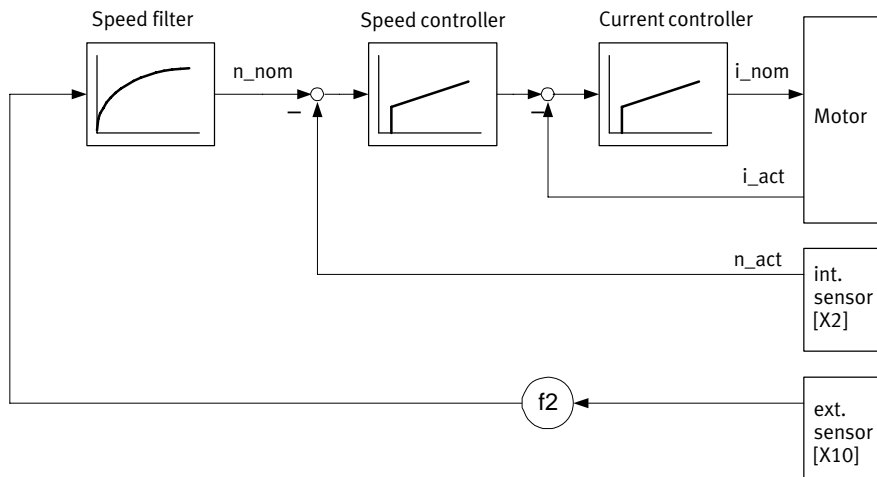 Speed filter
Speed controller
Current controller
n_nom
i_nom
–
–
Motor
i_act
n_act
int.
sensor
[X2]
f2
ext.
sensor
[X10]